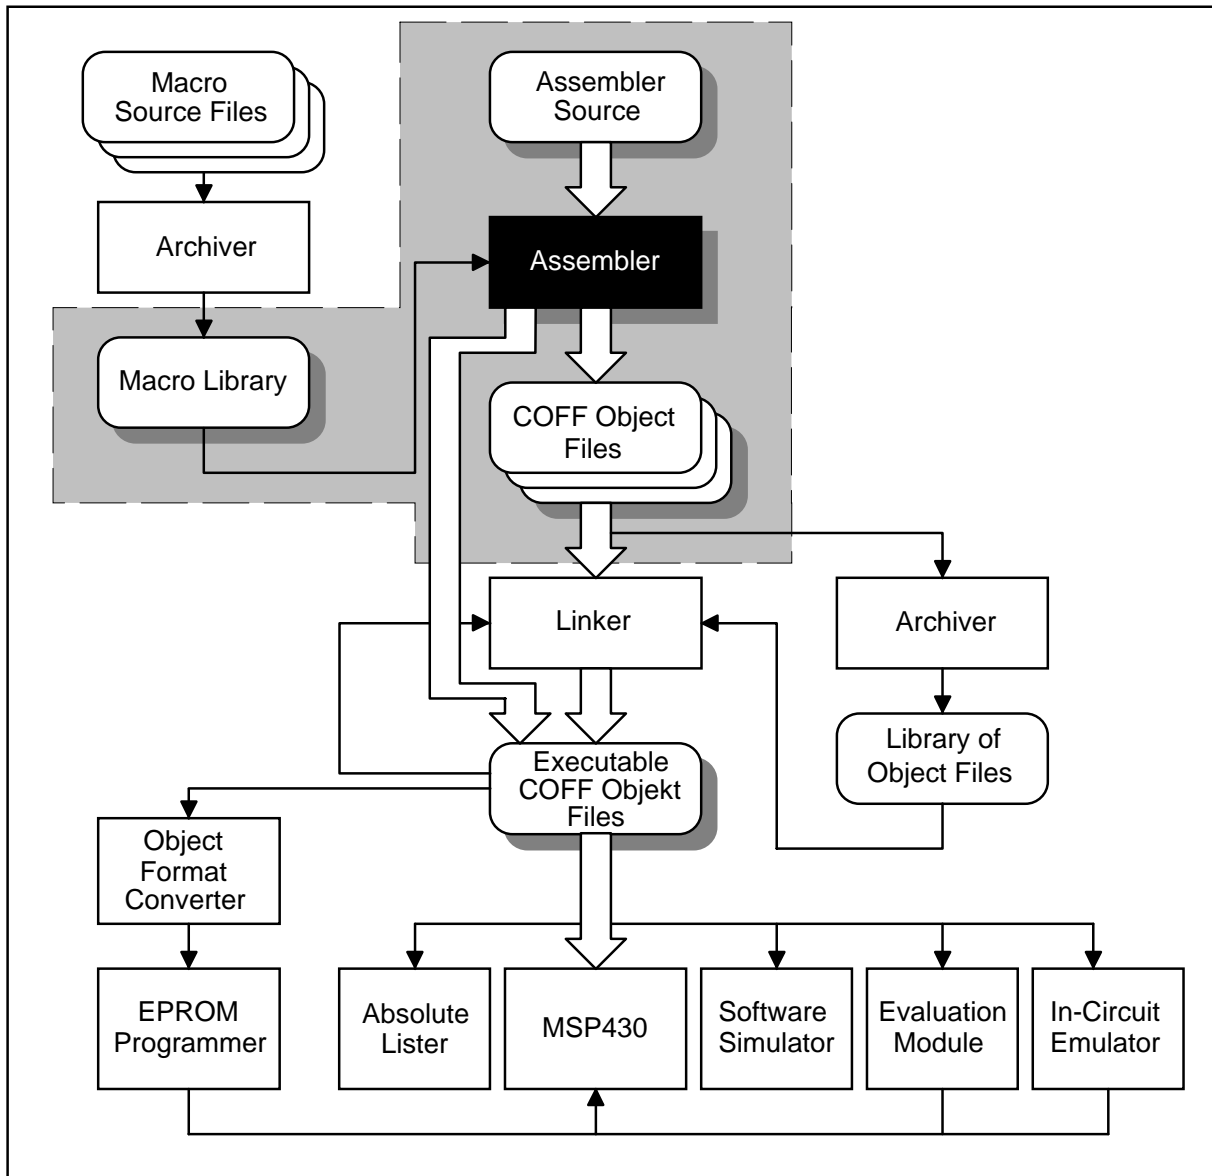 Macro
Source Files
Assembler
Source
Archiver
Assembler
Macro Library
COFF Object
Files
Linker
Archiver
Executable
COFF Objekt
Files
Library of
Object Files
Object
Format
Converter
EPROM
Programmer
Absolute
Lister
MSP430
Software
Simulator
Evaluation
Module
In-Circuit
Emulator